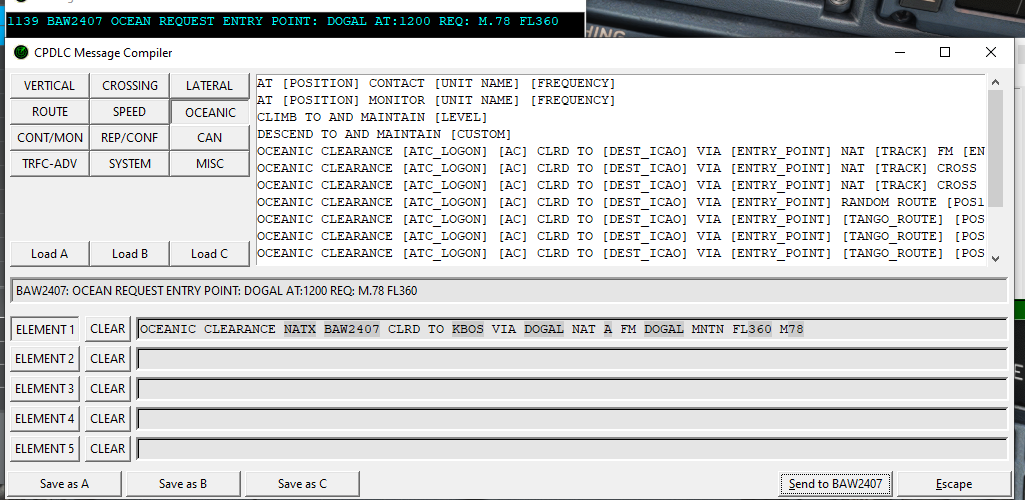 1139 BAW2407 OCEAN REQUEST ENTRY POINT: DOGAL AT:1200 REQ: M.78 FL360
HING
CPDLC Message Compiler
VERTICAL CROSSING LATERAL
ROUTE SPEED OCEANIC
CONT/MON REP/CONF CAN
TRFC-ADV SYSTEM MISC
Load A Load B Load C
AT [POSITION] CONTACT [UNIT NAME] [FREQUENCY]
AT [POSITION] MONITOR [UNIT NAME] [FREQUENCY]
CLIMB TO AND MAINTAIN [LEVEL]
DESCEND TO AND MAINTAIN [CUSTOM]
OCEANIC CLEARANCE [ATC_LOGON] [AC] CLRD TO [DEST_ICAO] VIA [ENTRY_POINT] NAT [TRACK] FM [EN
OCEANIC CLEARANCE [ATC_LOGON] [AC] CLRD TO [DEST_ICAO] VIA [ENTRY_POINT] NAT [TRACK] CROSS
OCEANIC CLEARANCE [ATC_LOGON] [AC] CLRD TO [DEST_ICAO] VIA [ENTRY_POINT] NAT [TRACK] CROSS
OCEANIC CLEARANCE [ATC_LOGON] [AC] CLRD TO [DEST_ICAO] VIA [ENTRY_POINT] RANDOM ROUTE [POS1
OCEANIC CLEARANCE [ATC_LOGON] [AC] CLRD TO [DEST_ICAO] VIA [ENTRY_POINT] [TANGO_ROUTE] [POS
OCEANIC CLEARANCE [ATC_LOGON] [AC] CLRD TO [DEST_ICAO] VIA [ENTRY_POINT] [TANGO_ROUTE] [POS
OCEANIC CLEARANCE [ATC_LOGON] [AC] CLRD TO [DEST_ICAO] VIA [ENTRY_POINT] [TANGO_ROUTE] [POS
BAW2407: OCEAN REQUEST ENTRY POINT: DOGAL AT:1200 REQ: M.78 FL360
ELEMENT 1 CLEAR OCEANIC CLEARANCE NATX BAW2407 CLRD TO KBOS VIA DOGAL NAT A FM DOGAL MNTN FL360 M78
ELEMENT 2 CLEAR
ELEMENT 3 CLEAR
ELEMENT 4 CLEAR
ELEMENT 5 CLEAR
Save as A Save as B Save as C Send to BAW2407 Escape